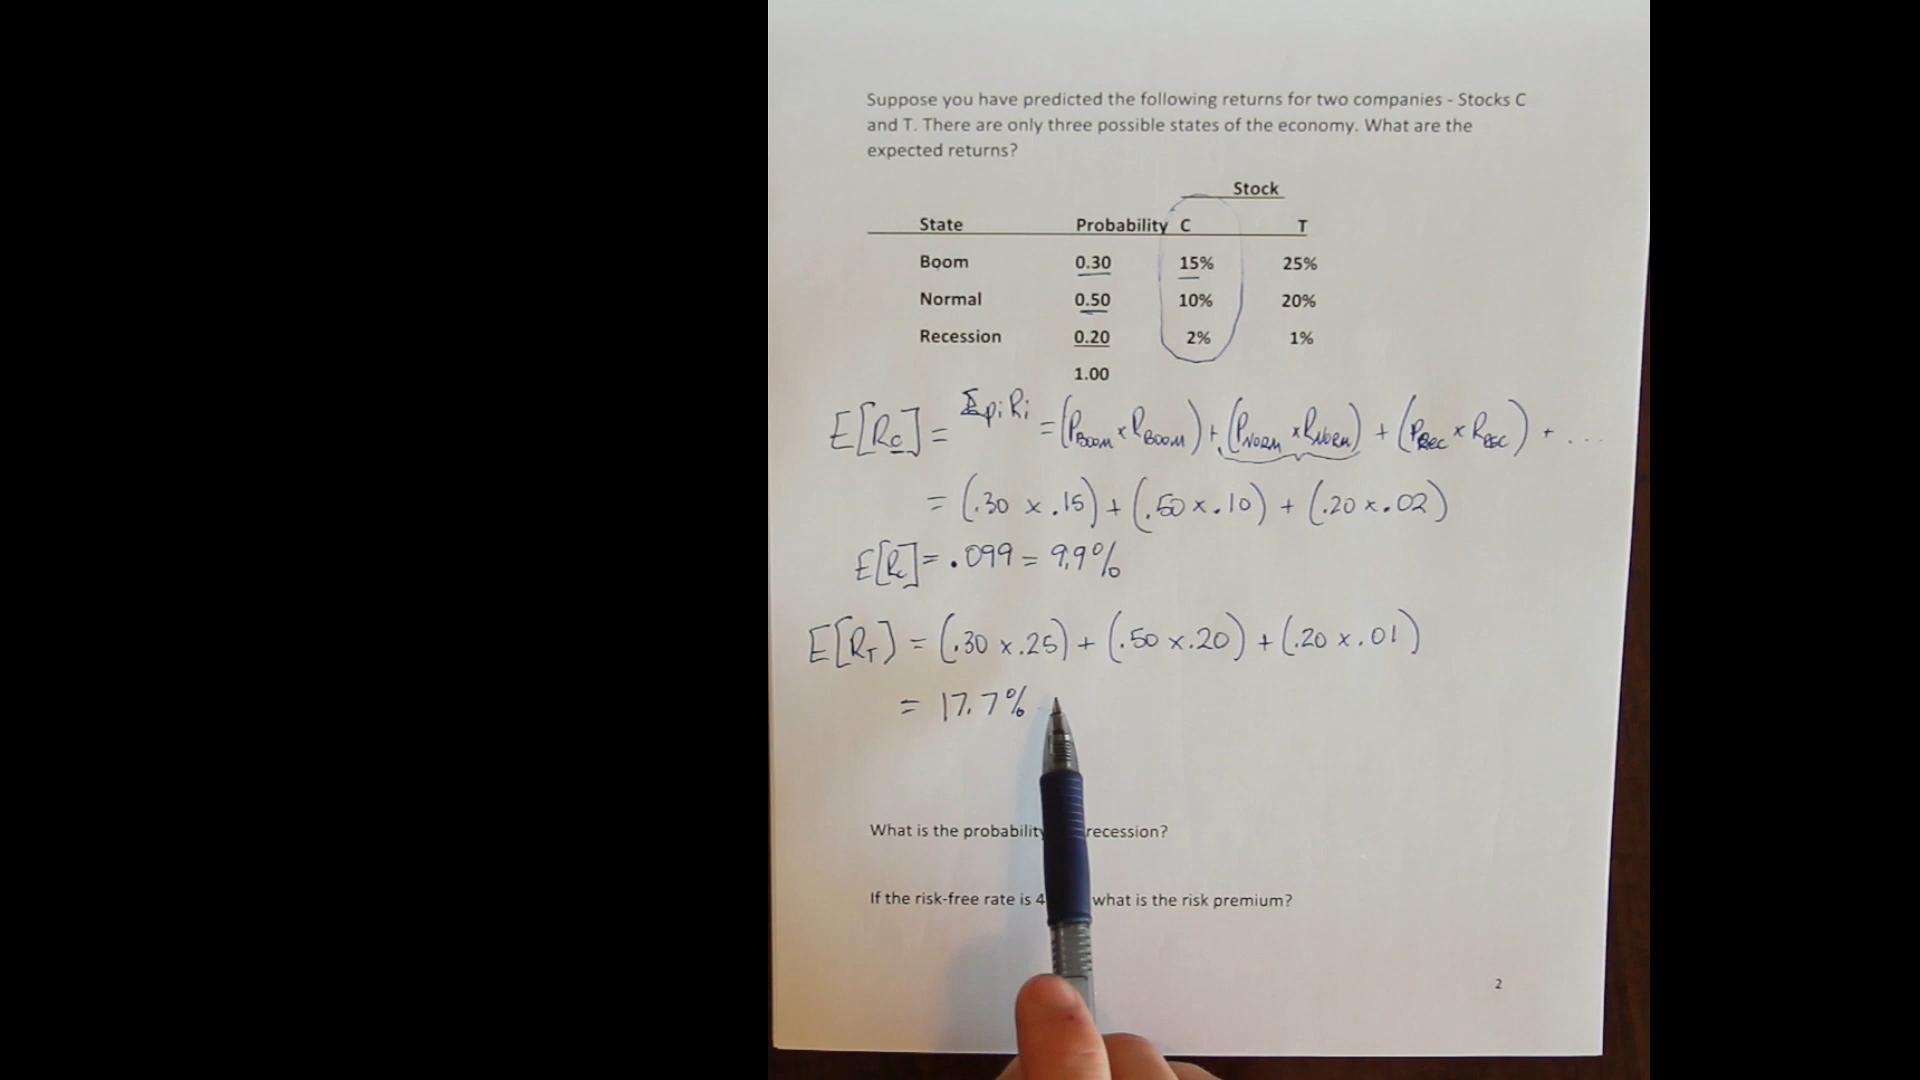 Suppose you have predicted the following returns for two companies - Stocks C
and T. There are only three possible states of the economy. What are the
expected returns?
Stock
State Probability C T
Boom 0.30 15% 25%
Normal 0.50 10% 20%
Recession 0.20 2% 1%
1.00
E[Rc] = Σ pi Ri = (PBOOM × RBOOM) + (PNORM × RNORM) + (PREC × RREC) + ...
= (.30 × .15) + (.50 × .10) + (.20 × .02)
E[Rc] = .099 = 9.9%
E[RT] = (.30 × .25) + (.50 × .20) + (.20 × .01)
= 17.7%
What is the probability recession?
If the risk-free rate is 4 what is the risk premium?
2